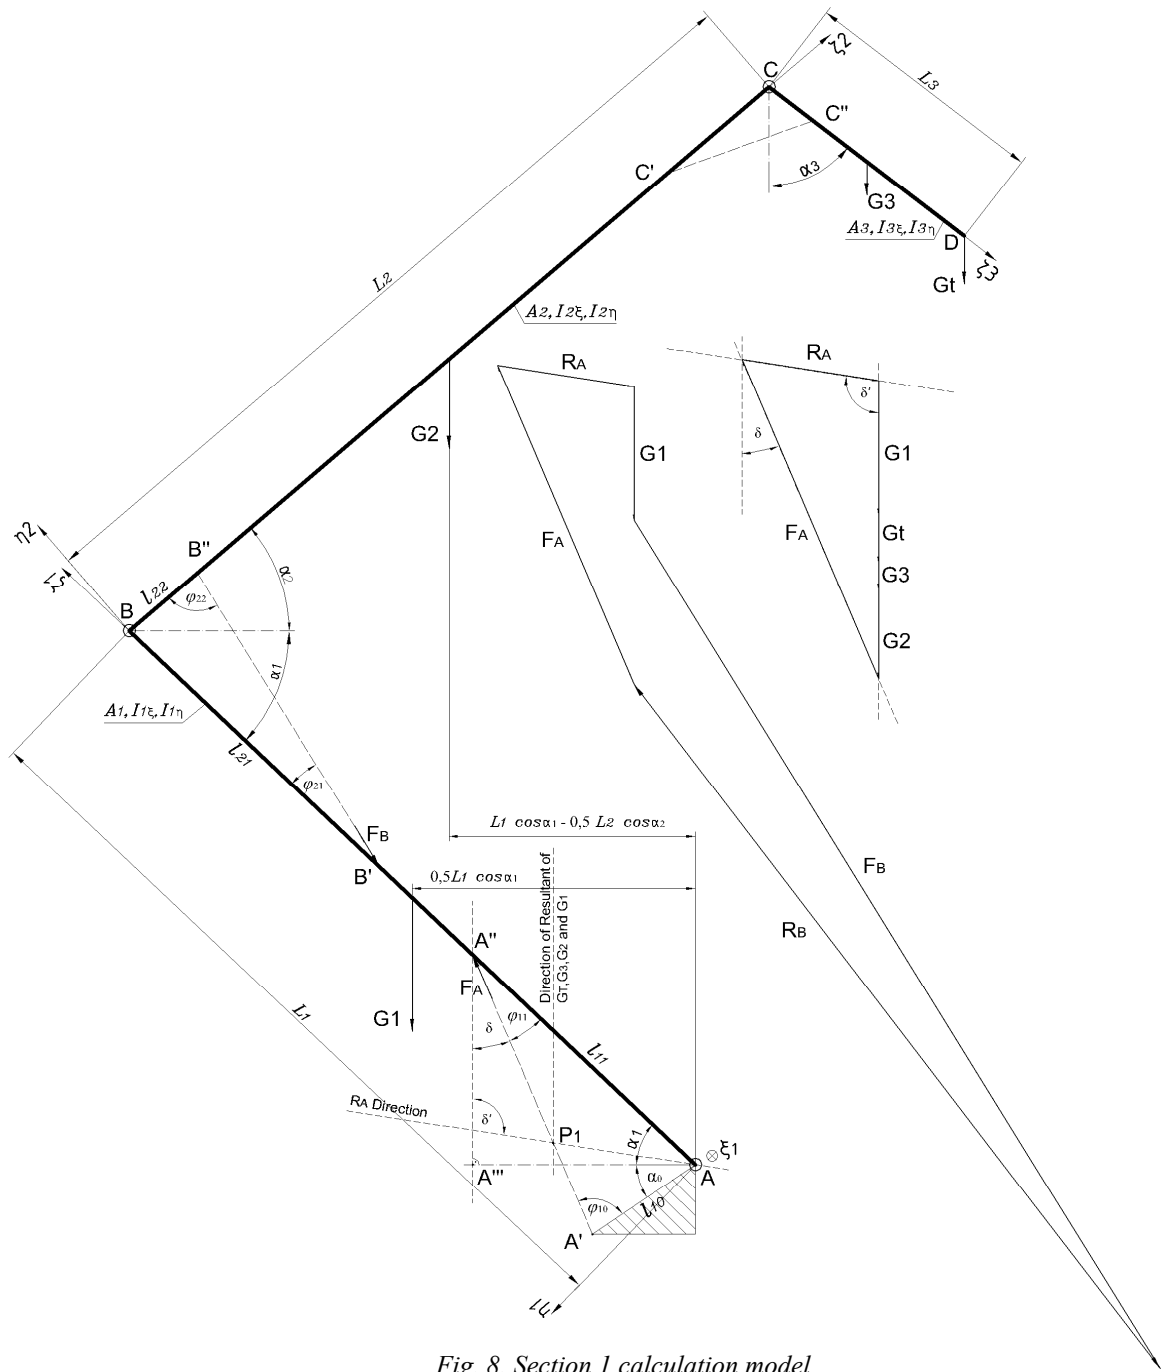 C
ζ2
L3
C"
C'
α3
G3
A3,I3ξ,I3η
D
ζ3
Gt
L2
A2,I2ξ,I2η
RA
RA
δ'
G2
δ
G1
G1
FA
FA
Gt
G3
G2
η2
ζ1
B"
l22
φ22
α2
B
α1
A1,I1ξ,I1η
l21
φ21
L1 cosα1 - 0,5 L2 cosα2
FB
B'
0,5L1 cosα1
FB
RB
Direction of Resultant of
GT,G3,G2 and G1
A"
FA
G1
δ
φ11
l11
L1
RA Direction
δ'
P1
α1
ξ1
A'''
α0
A
φ10
l10
A'
η1
Fig. 8. Section 1 calculation model